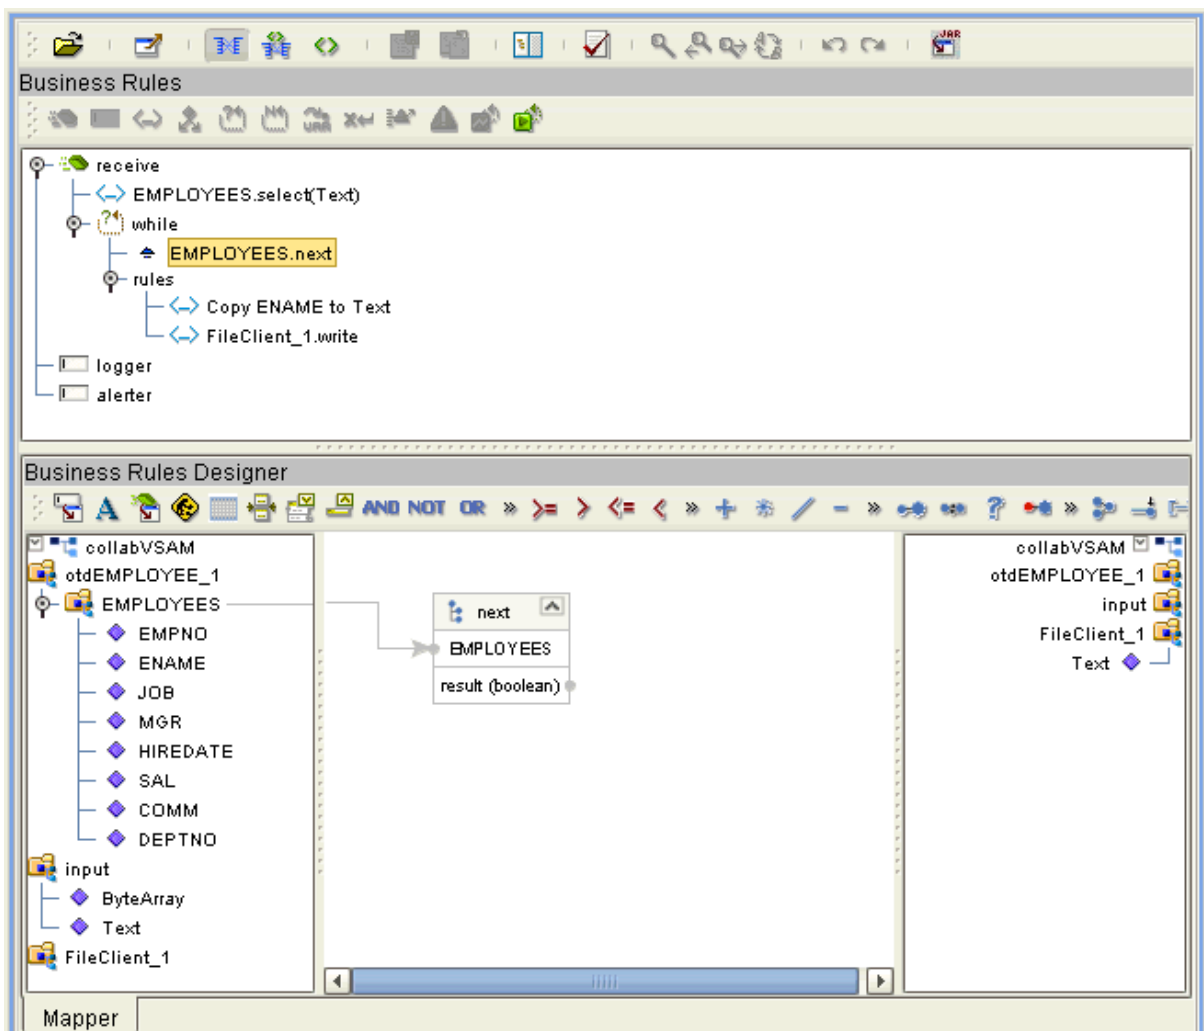 JAR
Business Rules
receive
EMPLOYEES.select(Text)
while
EMPLOYEES.next
rules
Copy ENAME to Text
FileClient_1.write
logger
alerter
Business Rules Designer
A AND NOT OR » >= > <= < » + * / - » ? »
collabVSAM
otdEMPLOYEE_1
EMPLOYEES
EMPNO
ENAME
JOB
MGR
HIREDATE
SAL
COMM
DEPTNO
input
ByteArray
Text
FileClient_1
next
EMPLOYEES
result (boolean)
collabVSAM
otdEMPLOYEE_1
input
FileClient_1
Text
Mapper